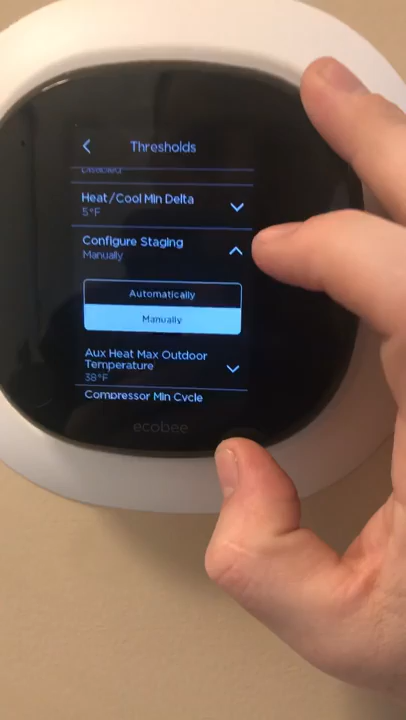 Thresholds
Disabled
Heat/Cool Min Delta
5°F
Configure Staging
Manually
Automatically
Manually
Aux Heat Max Outdoor
Temperature
38°F
Compressor Min Cycle
ecobee